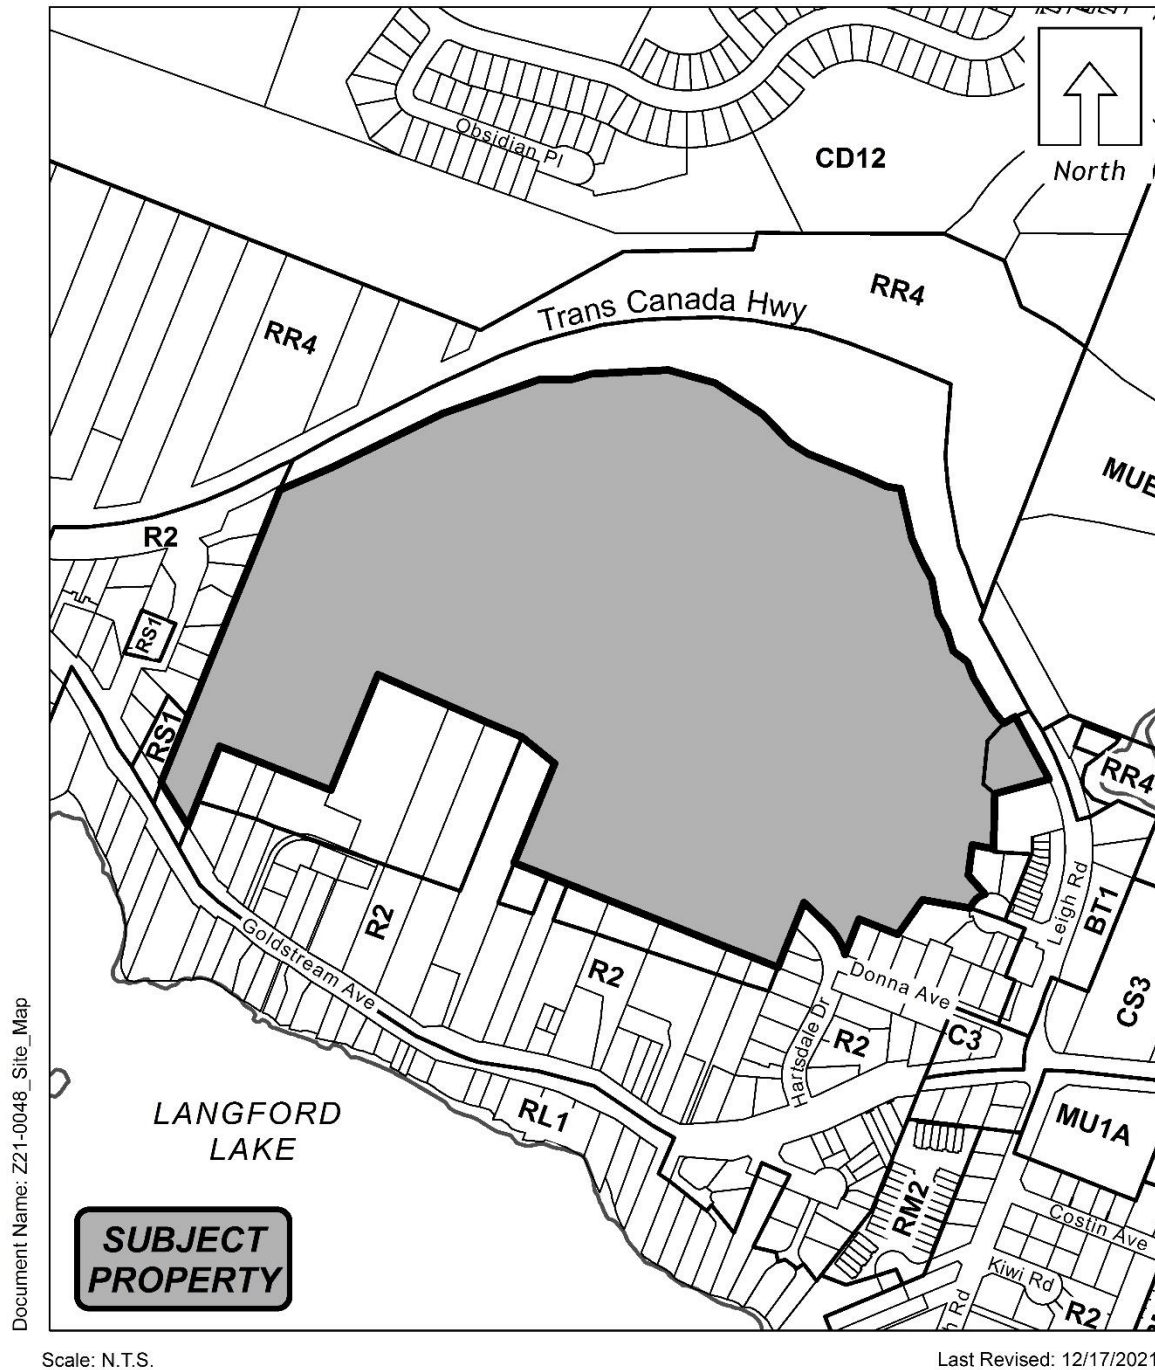 Obsidian Pl
CD12
North
RR4
Trans Canada Hwy
RR4
MUE
R2
RS1
RS1
RR4
Leigh Rd
BT1
R2
Goldstream Ave
R2
Donna Ave
CS3
Hartsdale Dr
R2
C3
LANGFORD
LAKE
RL1
MU1A
RM2
Costin Ave
Kiwi Rd
R2
h Rd
SUBJECT
PROPERTY
Document Name: Z21-0048_Site_Map
Scale: N.T.S.
Last Revised: 12/17/2021